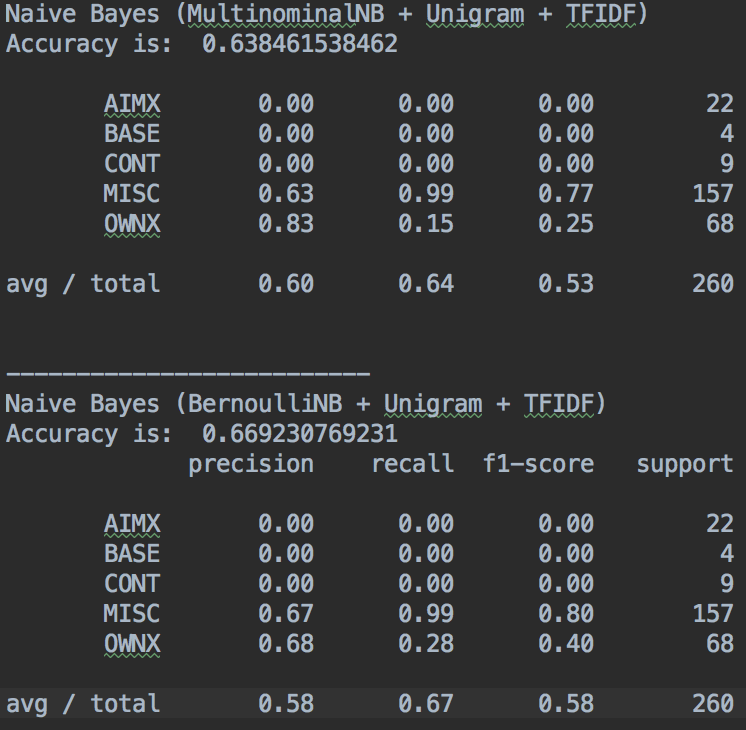 Naive Bayes (MultinominalNB + Unigram + TFIDF)
Accuracy is:  0.638461538462
AIMX 0.00 0.00 0.00 22
BASE 0.00 0.00 0.00 4
CONT 0.00 0.00 0.00 9
MISC 0.63 0.99 0.77 157
OWNX 0.83 0.15 0.25 68
avg / total 0.60 0.64 0.53 260
--------------------------
Naive Bayes (BernoulliNB + Unigram + TFIDF)
Accuracy is:  0.669230769231
precision recall f1-score support
AIMX 0.00 0.00 0.00 22
BASE 0.00 0.00 0.00 4
CONT 0.00 0.00 0.00 9
MISC 0.67 0.99 0.80 157
OWNX 0.68 0.28 0.40 68
avg / total 0.58 0.67 0.58 260